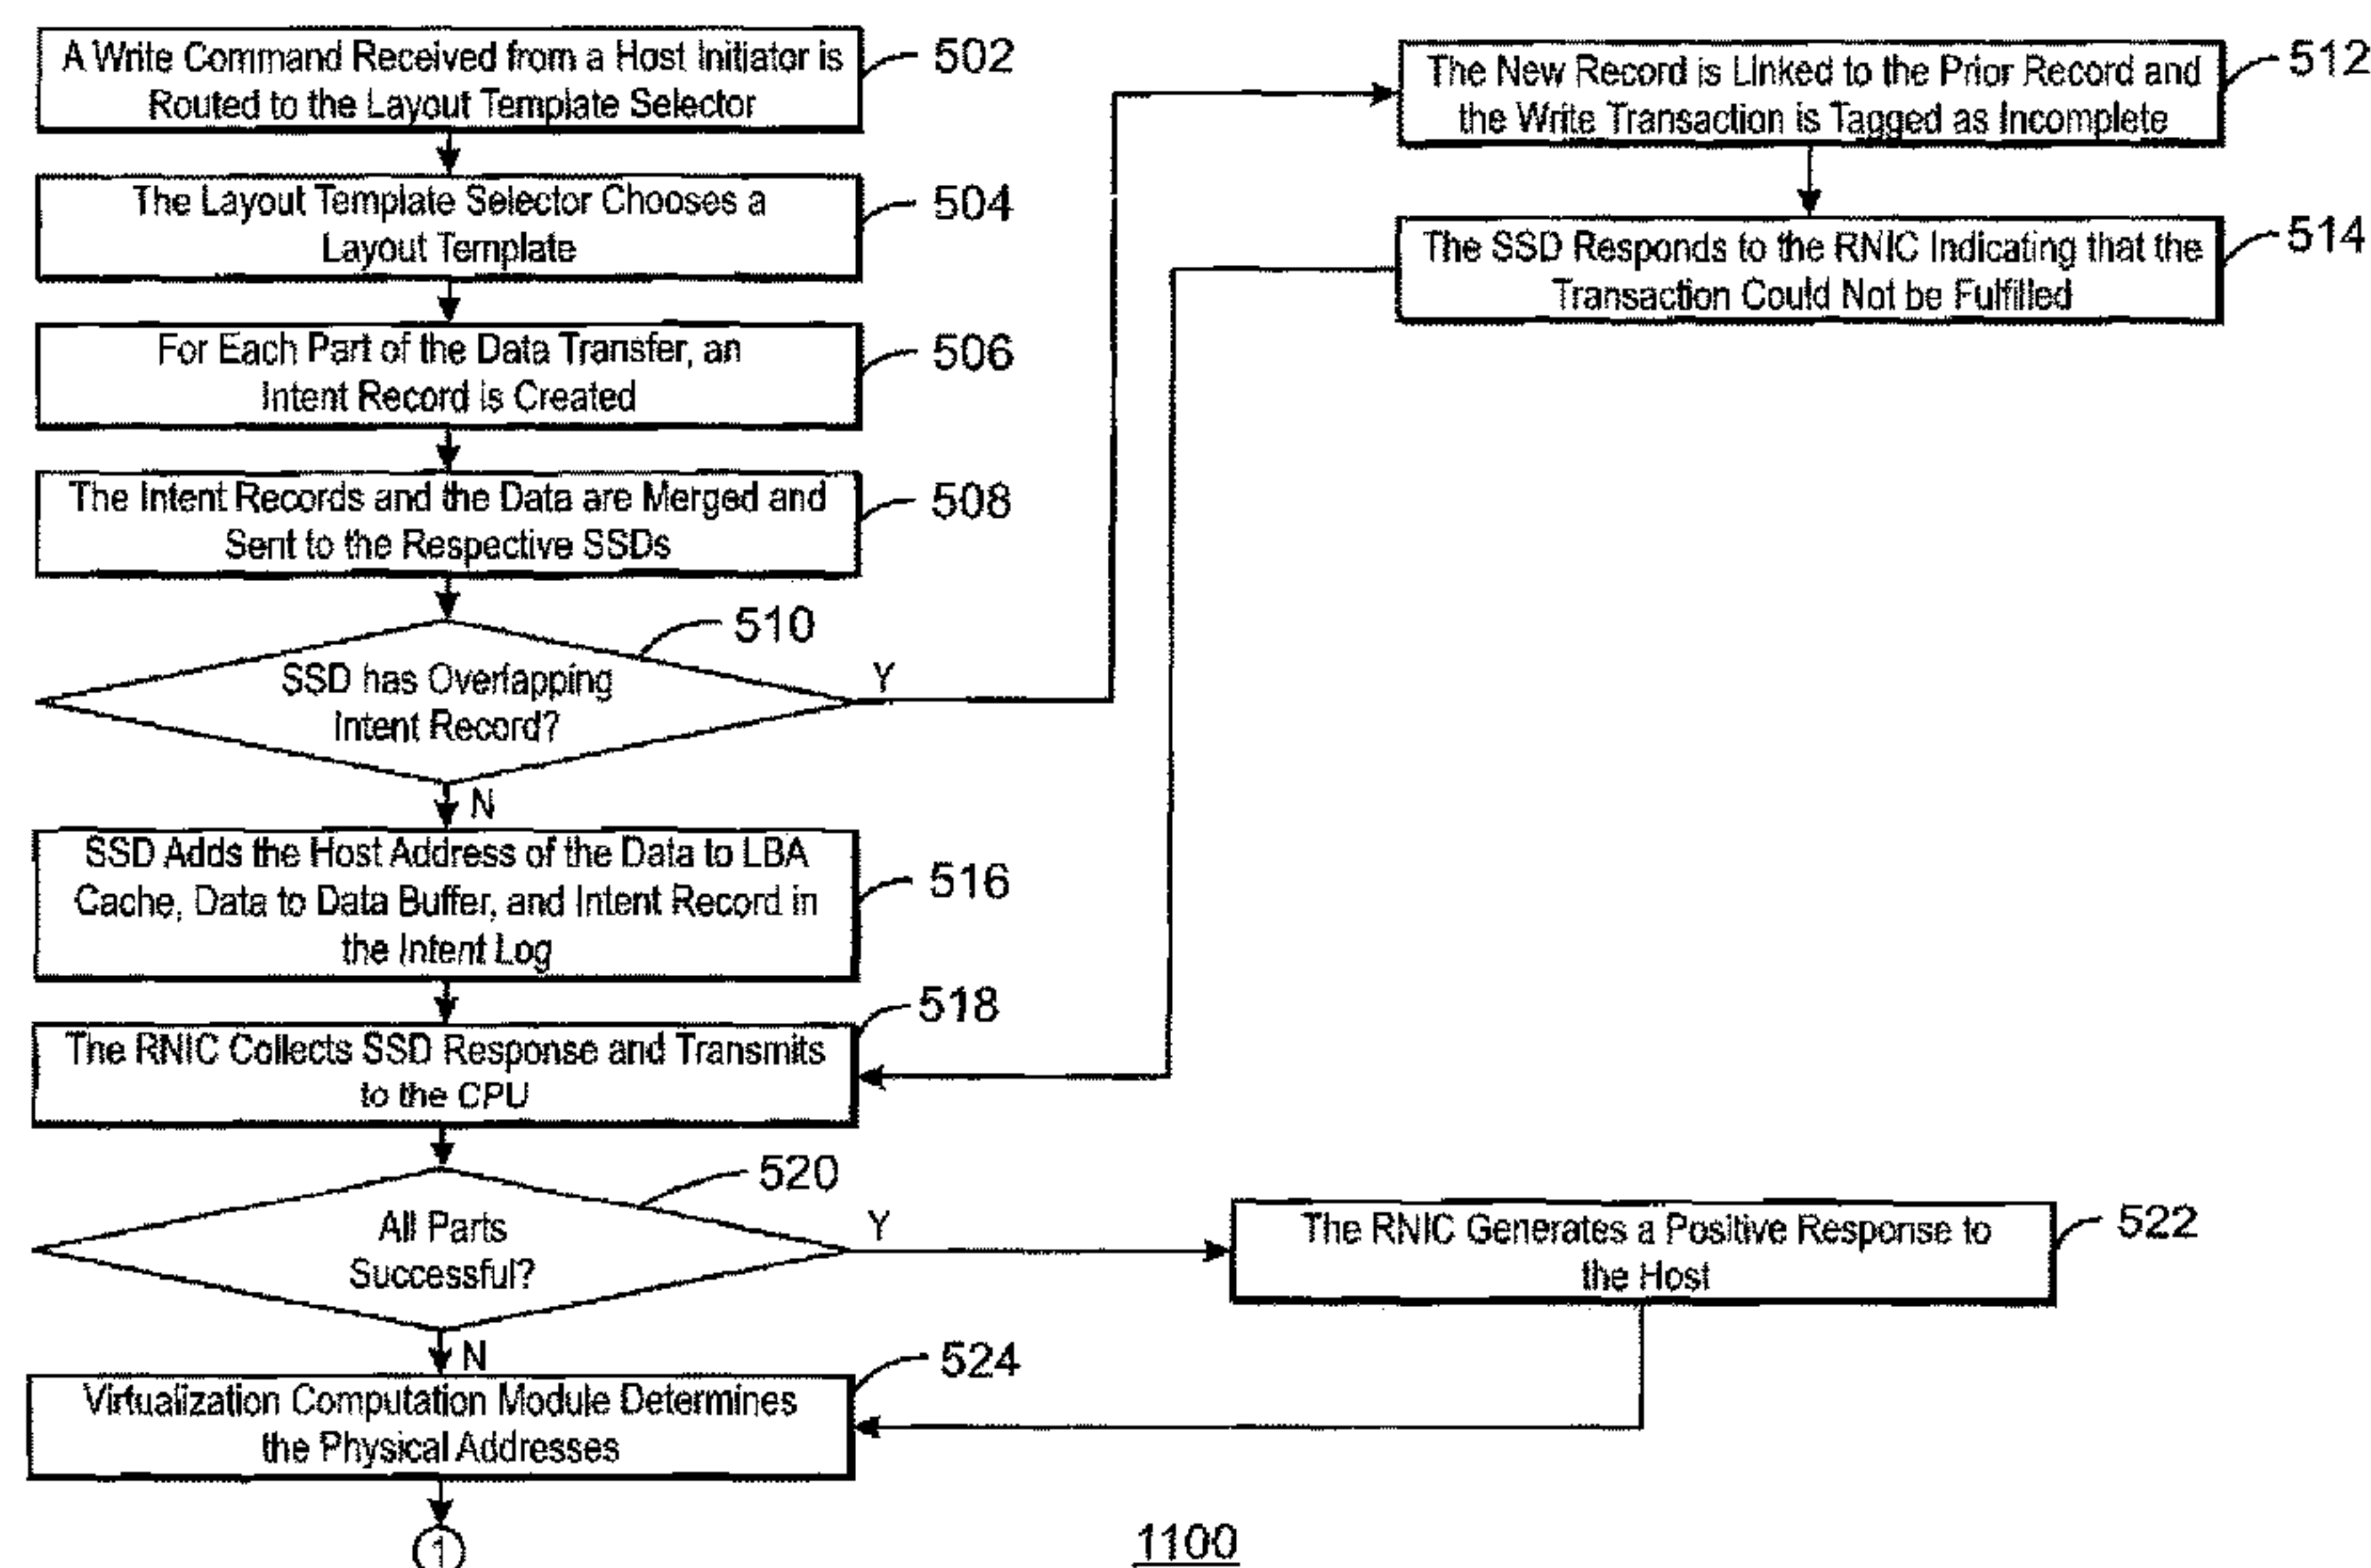 A Write Command Received from a Host Initiator is
Routed to the Layout Template Selector
502
The Layout Template Selector Chooses a
Layout Template
504
For Each Part of the Data Transfer, an
Intent Record is Created
506
The Intent Records and the Data are Merged and
Sent to the Respective SSDs
508
510
SSD has Overlapping
Intent Record?
Y
N
The New Record is Linked to the Prior Record and
the Write Transaction is Tagged as Incomplete
512
The SSD Responds to the RNIC Indicating that the
Transaction Could Not be Fulfilled
514
SSD Adds the Host Address of the Data to LBA
Cache, Data to Data Buffer, and Intent Record in
the Intent Log
516
518
The RNIC Collects SSD Response and Transmits
to the CPU
520
All Parts
Successful?
Y
N
The RNIC Generates a Positive Response to
the Host
522
524
Virtualization Computation Module Determines
the Physical Addresses
1
1100